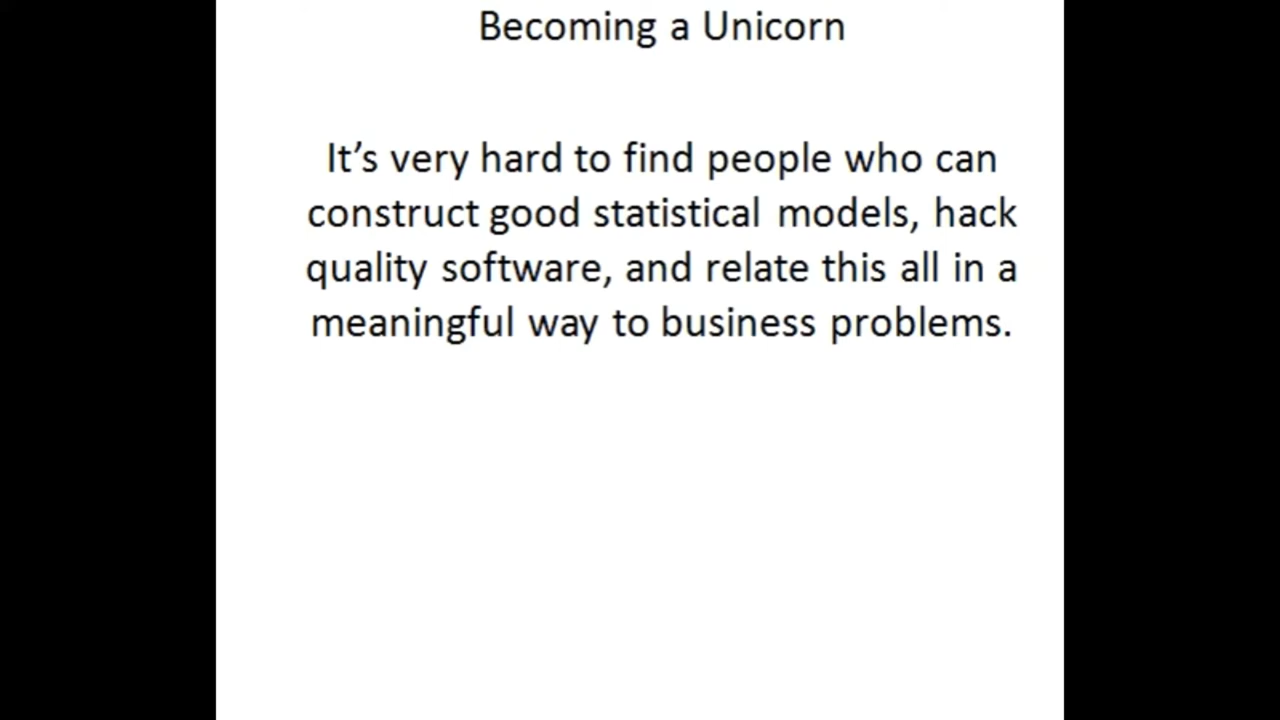 Becoming a Unicorn
It’s very hard to find people who can
construct good statistical models, hack
quality software, and relate this all in a
meaningful way to business problems.